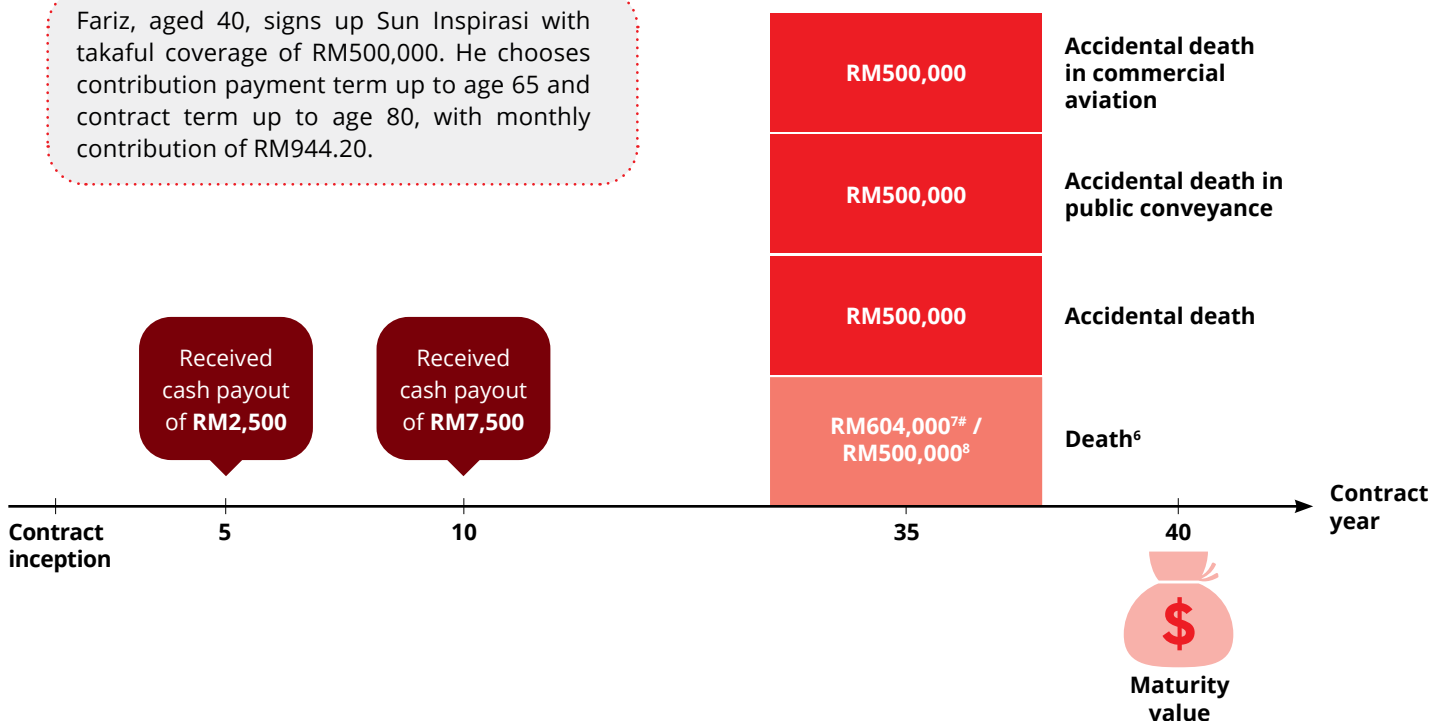 Fariz, aged 40, signs up Sun Inspirasi with
takaful coverage of RM500,000. He chooses
contribution payment term up to age 65 and
contract term up to age 80, with monthly
contribution of RM944.20.
RM500,000
Accidental death
in commercial
aviation
RM500,000
Accidental death in
public conveyance
RM500,000
Accidental death
Received
cash payout
of RM2,500
Received
cash payout
of RM7,500
RM604,000⁷# /
RM500,000⁸
Death⁶
Contract
inception
5
10
35
40
Contract
year
$
Maturity
value